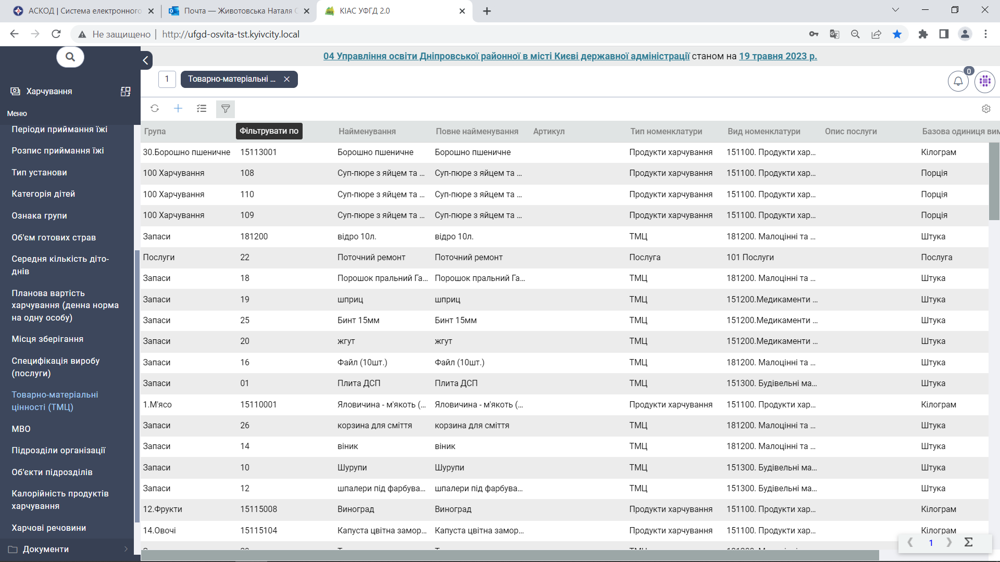 АСКОД | Система електронного
Почта — Животовська Наталя С
КІАС УФГД 2.0
Не защищено | http://ufgd-osvita-tst.kyivcity.local
04 Управління освіти Дніпровської районної в місті Києві державної адміністрації станом на 19 травня 2023 р.
1 Товарно-матеріальні ...
0
Харчування
Меню
Періоди приймання їжі
Розпис приймання їжі
Тип установи
Категорія дітей
Ознака групи
Об'єм готових страв
Середня кількість діто-
днів
Планова вартість
харчування (денна норма
на одну особу)
Місця зберігання
Специфікація виробу
(послуги)
Товарно-матеріальні
цінності (ТМЦ)
МВО
Підрозділи організації
Об'єкти підрозділів
Калорійність продуктів
харчування
Харчові речовини
Документи
Група Фільтрувати по Найменування Повне найменування Артикул Тип номенклатури Вид номенклатури Опис послуги Базова одиниця вим
30.Борошно пшеничне 15113001 Борошно пшеничне Борошно пшеничне Продукти харчування 151100. Продукти хар... Кілограм
100 Харчування 108 Суп-пюре з яйцем та ... Суп-пюре з яйцем та ... Продукти харчування 151100. Продукти хар... Порція
100 Харчування 110 Суп-пюре з яйцем та ... Суп-пюре з яйцем та ... Продукти харчування 151100. Продукти хар... Порція
100 Харчування 109 Суп-пюре з яйцем та ... Суп-пюре з яйцем та ... Продукти харчування 151100. Продукти хар... Порція
Запаси 181200 відро 10л. відро 10л. ТМЦ 181200. Малоцінні та ... Штука
Послуги 22 Поточний ремонт Поточний ремонт Послуга 101 Послуги Послуга
Запаси 18 Порошок пральний Га... Порошок пральний Га... ТМЦ 181200. Малоцінні та ... Штука
Запаси 19 шприц шприц ТМЦ 151200.Медикаменти ... Штука
Запаси 25 Бинт 15мм Бинт 15мм ТМЦ 151200.Медикаменти ... Штука
Запаси 20 жгут жгут ТМЦ 151200.Медикаменти ... Штука
Запаси 16 Файл (10шт.) Файл (10шт.) ТМЦ 181200. Малоцінні та ... Штука
Запаси 01 Плита ДСП Плита ДСП ТМЦ 151300. Будівельні ма... Штука
1.М'ясо 15110001 Яловичина - м'якоть (... Яловичина - м'якоть (... Продукти харчування 151100. Продукти хар... Кілограм
Запаси 26 корзина для сміття корзина для сміття ТМЦ 181200. Малоцінні та ... Штука
Запаси 14 віник віник ТМЦ 181200. Малоцінні та ... Штука
Запаси 10 Шурупи Шурупи ТМЦ 151300. Будівельні ма... Штука
Запаси 12 шпалери під фарбува... шпалери під фарбува... ТМЦ 151300. Будівельні ма... Штука
12.Фрукти 15115008 Виноград Виноград Продукти харчування 151100. Продукти хар... Кілограм
14.Овочі 15115104 Капуста цвітна замор... Капуста цвітна замор... Продукти харчування 151100. Продукти хар... Кілограм
1 Σ